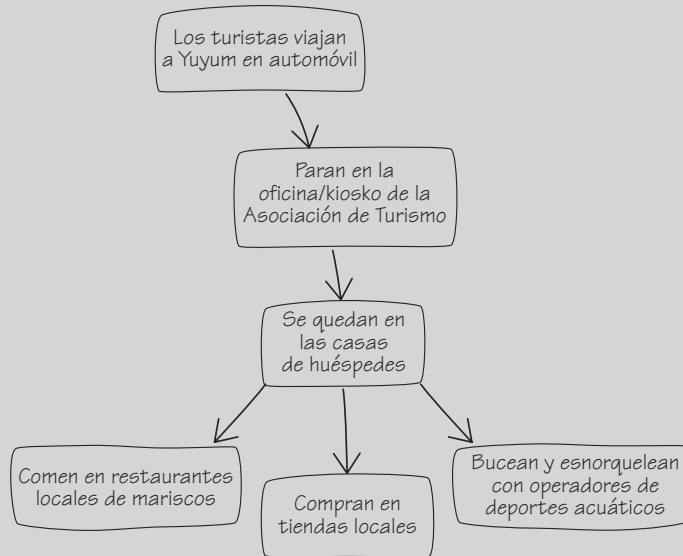 Los turistas viajan
a Yuyum en automóvil
Paran en la
oficina/kiosko de la
Asociación de Turismo
Se quedan en
las casas
de huéspedes
Comen en restaurantes
locales de mariscos
Compran en
tiendas locales
Bucean y esnorquelean
con operadores de
deportes acuáticos